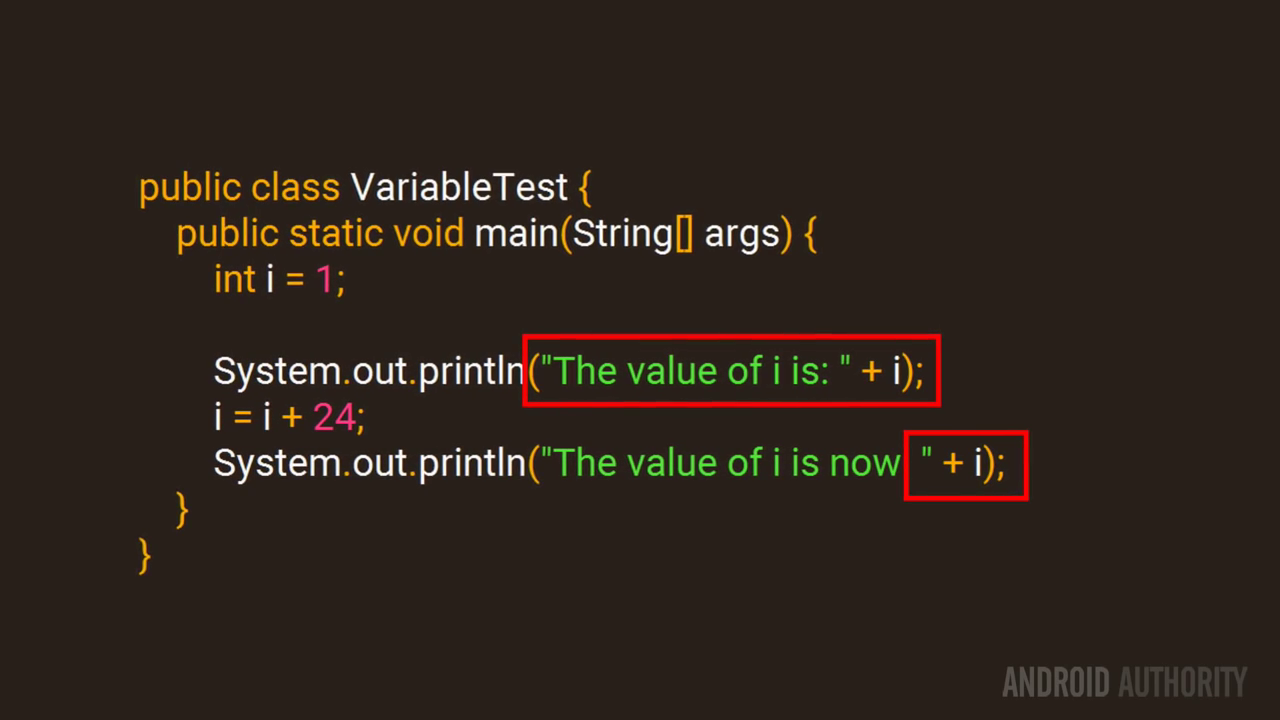 public class VariableTest {
public static void main(String[] args) {
int i = 1;
System.out.println("The value of i is: " + i);
i = i + 24;
System.out.println("The value of i is now " + i);
}
}
ANDROID AUTHORITY